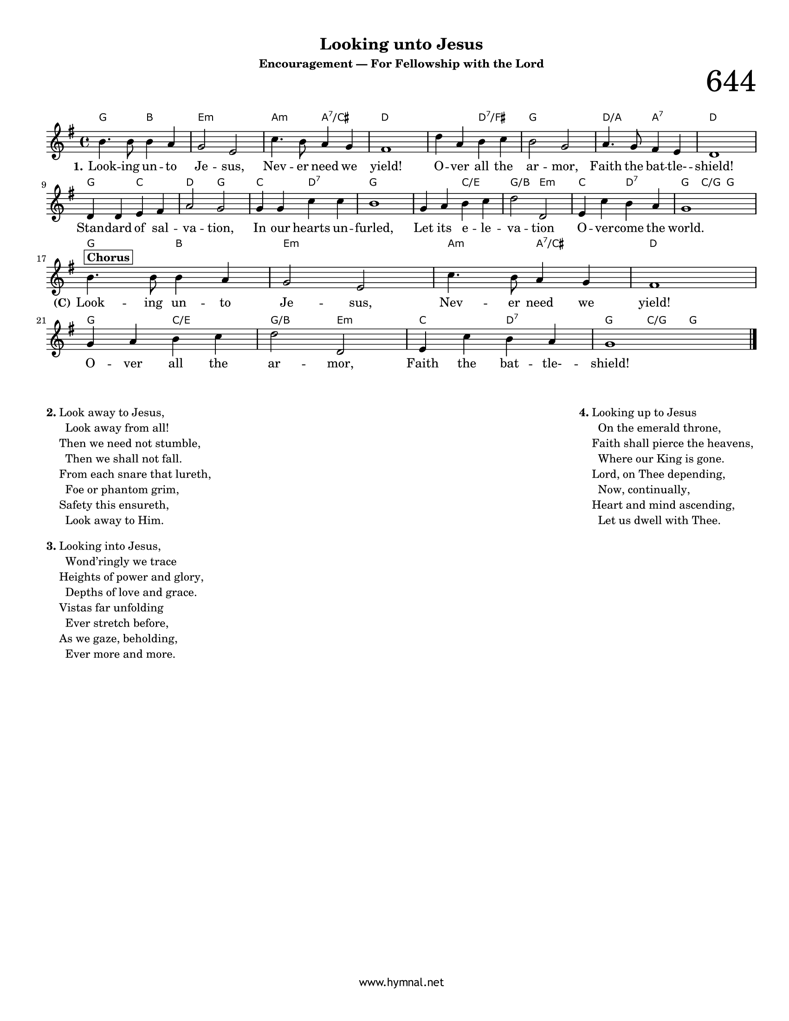 Looking unto Jesus
Encouragement — For Fellowship with the Lord
644
G B Em Am A7/C♯ D D7/F♯ G D/A A7 D
1. Look-ing un-to Je - sus, Nev - er need we yield! O-ver all the ar - mor, Faith the bat-tle--shield!
9 G C D G C D7 G C/E G/B Em C D7 G C/G G
Standard of sal - va - tion, In our hearts un-furled, Let its e - le - va - tion O-vercome the world.
G B Em Am A7/C♯ D
17 Chorus
(C) Look - ing un - to Je - sus, Nev - er need we yield!
21 G C/E G/B Em C D7 G C/G G
O - ver all the ar - mor, Faith the bat - tle- - shield!
2. Look away to Jesus,
Look away from all!
Then we need not stumble,
Then we shall not fall.
From each snare that lureth,
Foe or phantom grim,
Safety this ensureth,
Look away to Him.
3. Looking into Jesus,
Wond'ringly we trace
Heights of power and glory,
Depths of love and grace.
Vistas far unfolding
Ever stretch before,
As we gaze, beholding,
Ever more and more.
4. Looking up to Jesus
On the emerald throne,
Faith shall pierce the heavens,
Where our King is gone.
Lord, on Thee depending,
Now, continually,
Heart and mind ascending,
Let us dwell with Thee.
www.hymnal.net